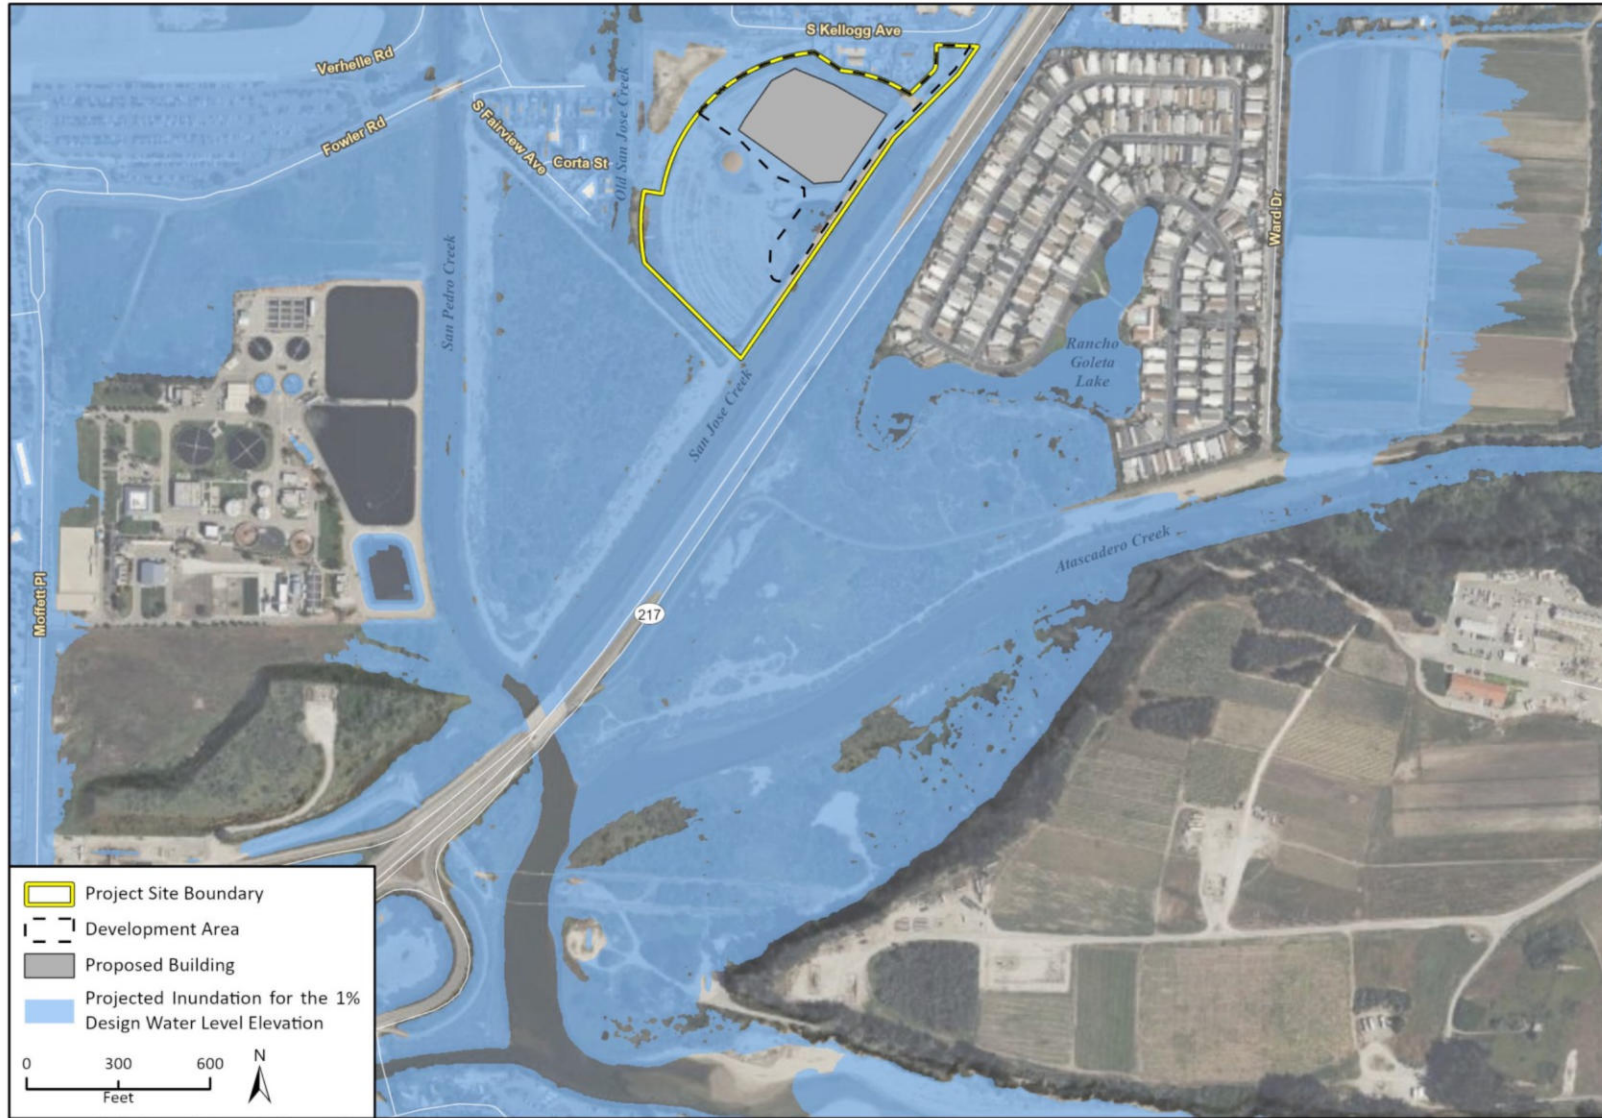 S Kellogg Ave
Verhelle Rd
Fowler Rd
S Fairview Ave
Corta St
Old San Jose Creek
San Pedro Creek
Ward Dr
Rancho
Goleta
Lake
San Jose Creek
Atascadero Creek
Moffett Pl
217
Project Site Boundary
Development Area
Proposed Building
Projected Inundation for the 1%
Design Water Level Elevation
0 300 600
Feet
N